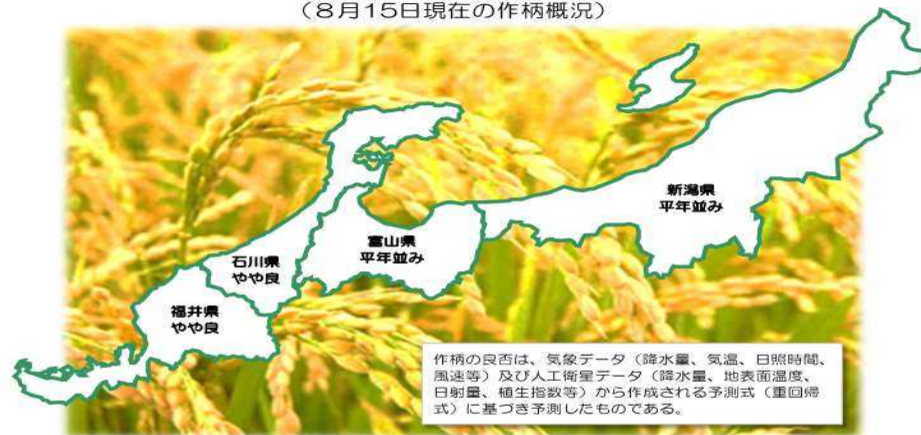 (8月15日現在の作柄概況)
新潟県
平年並み
富山県
平年並み
石川県
やや良
福井県
やや良
作柄の良否は、気象データ(降水量、気温、日照時間、
風速等)及び人工衛星データ(降水量、地表面温度、
日射量、植生指数等)から作成される予測式(重回帰
式)に基づき予測したものである。